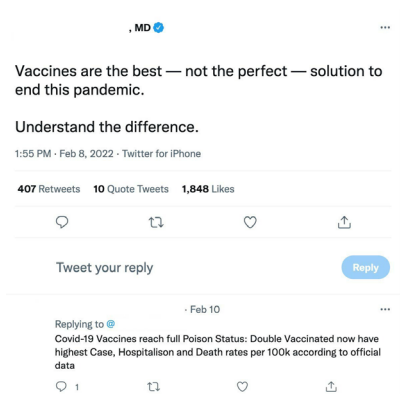 , MD
Vaccines are the best — not the perfect — solution to
end this pandemic.
Understand the difference.
1:55 PM · Feb 8, 2022 · Twitter for iPhone
407 Retweets 10 Quote Tweets 1,848 Likes
Tweet your reply
Reply
· Feb 10
Replying to @
Covid-19 Vaccines reach full Poison Status: Double Vaccinated now have
highest Case, Hospitalison and Death rates per 100k according to official
data
1